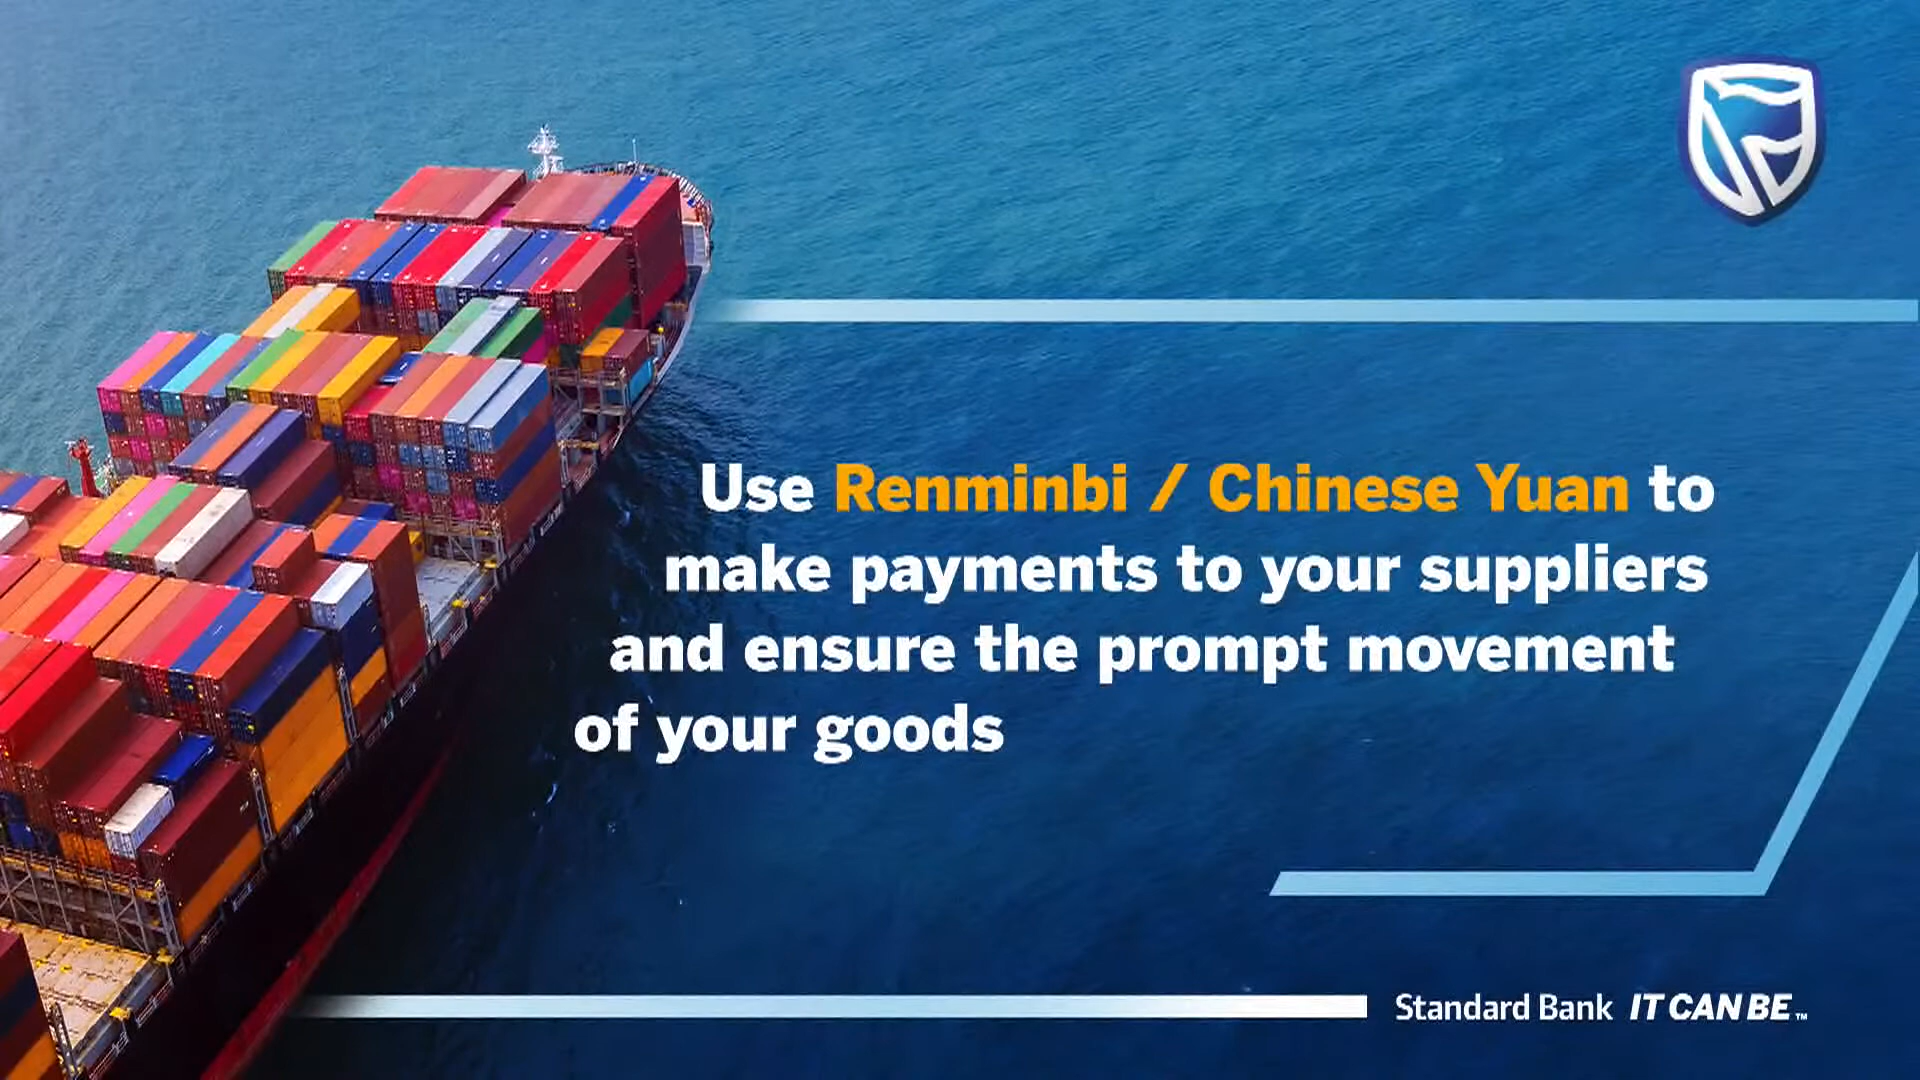 Use Renminbi / Chinese Yuan to
make payments to your suppliers
and ensure the prompt movement
of your goods
Standard Bank IT CAN BE™